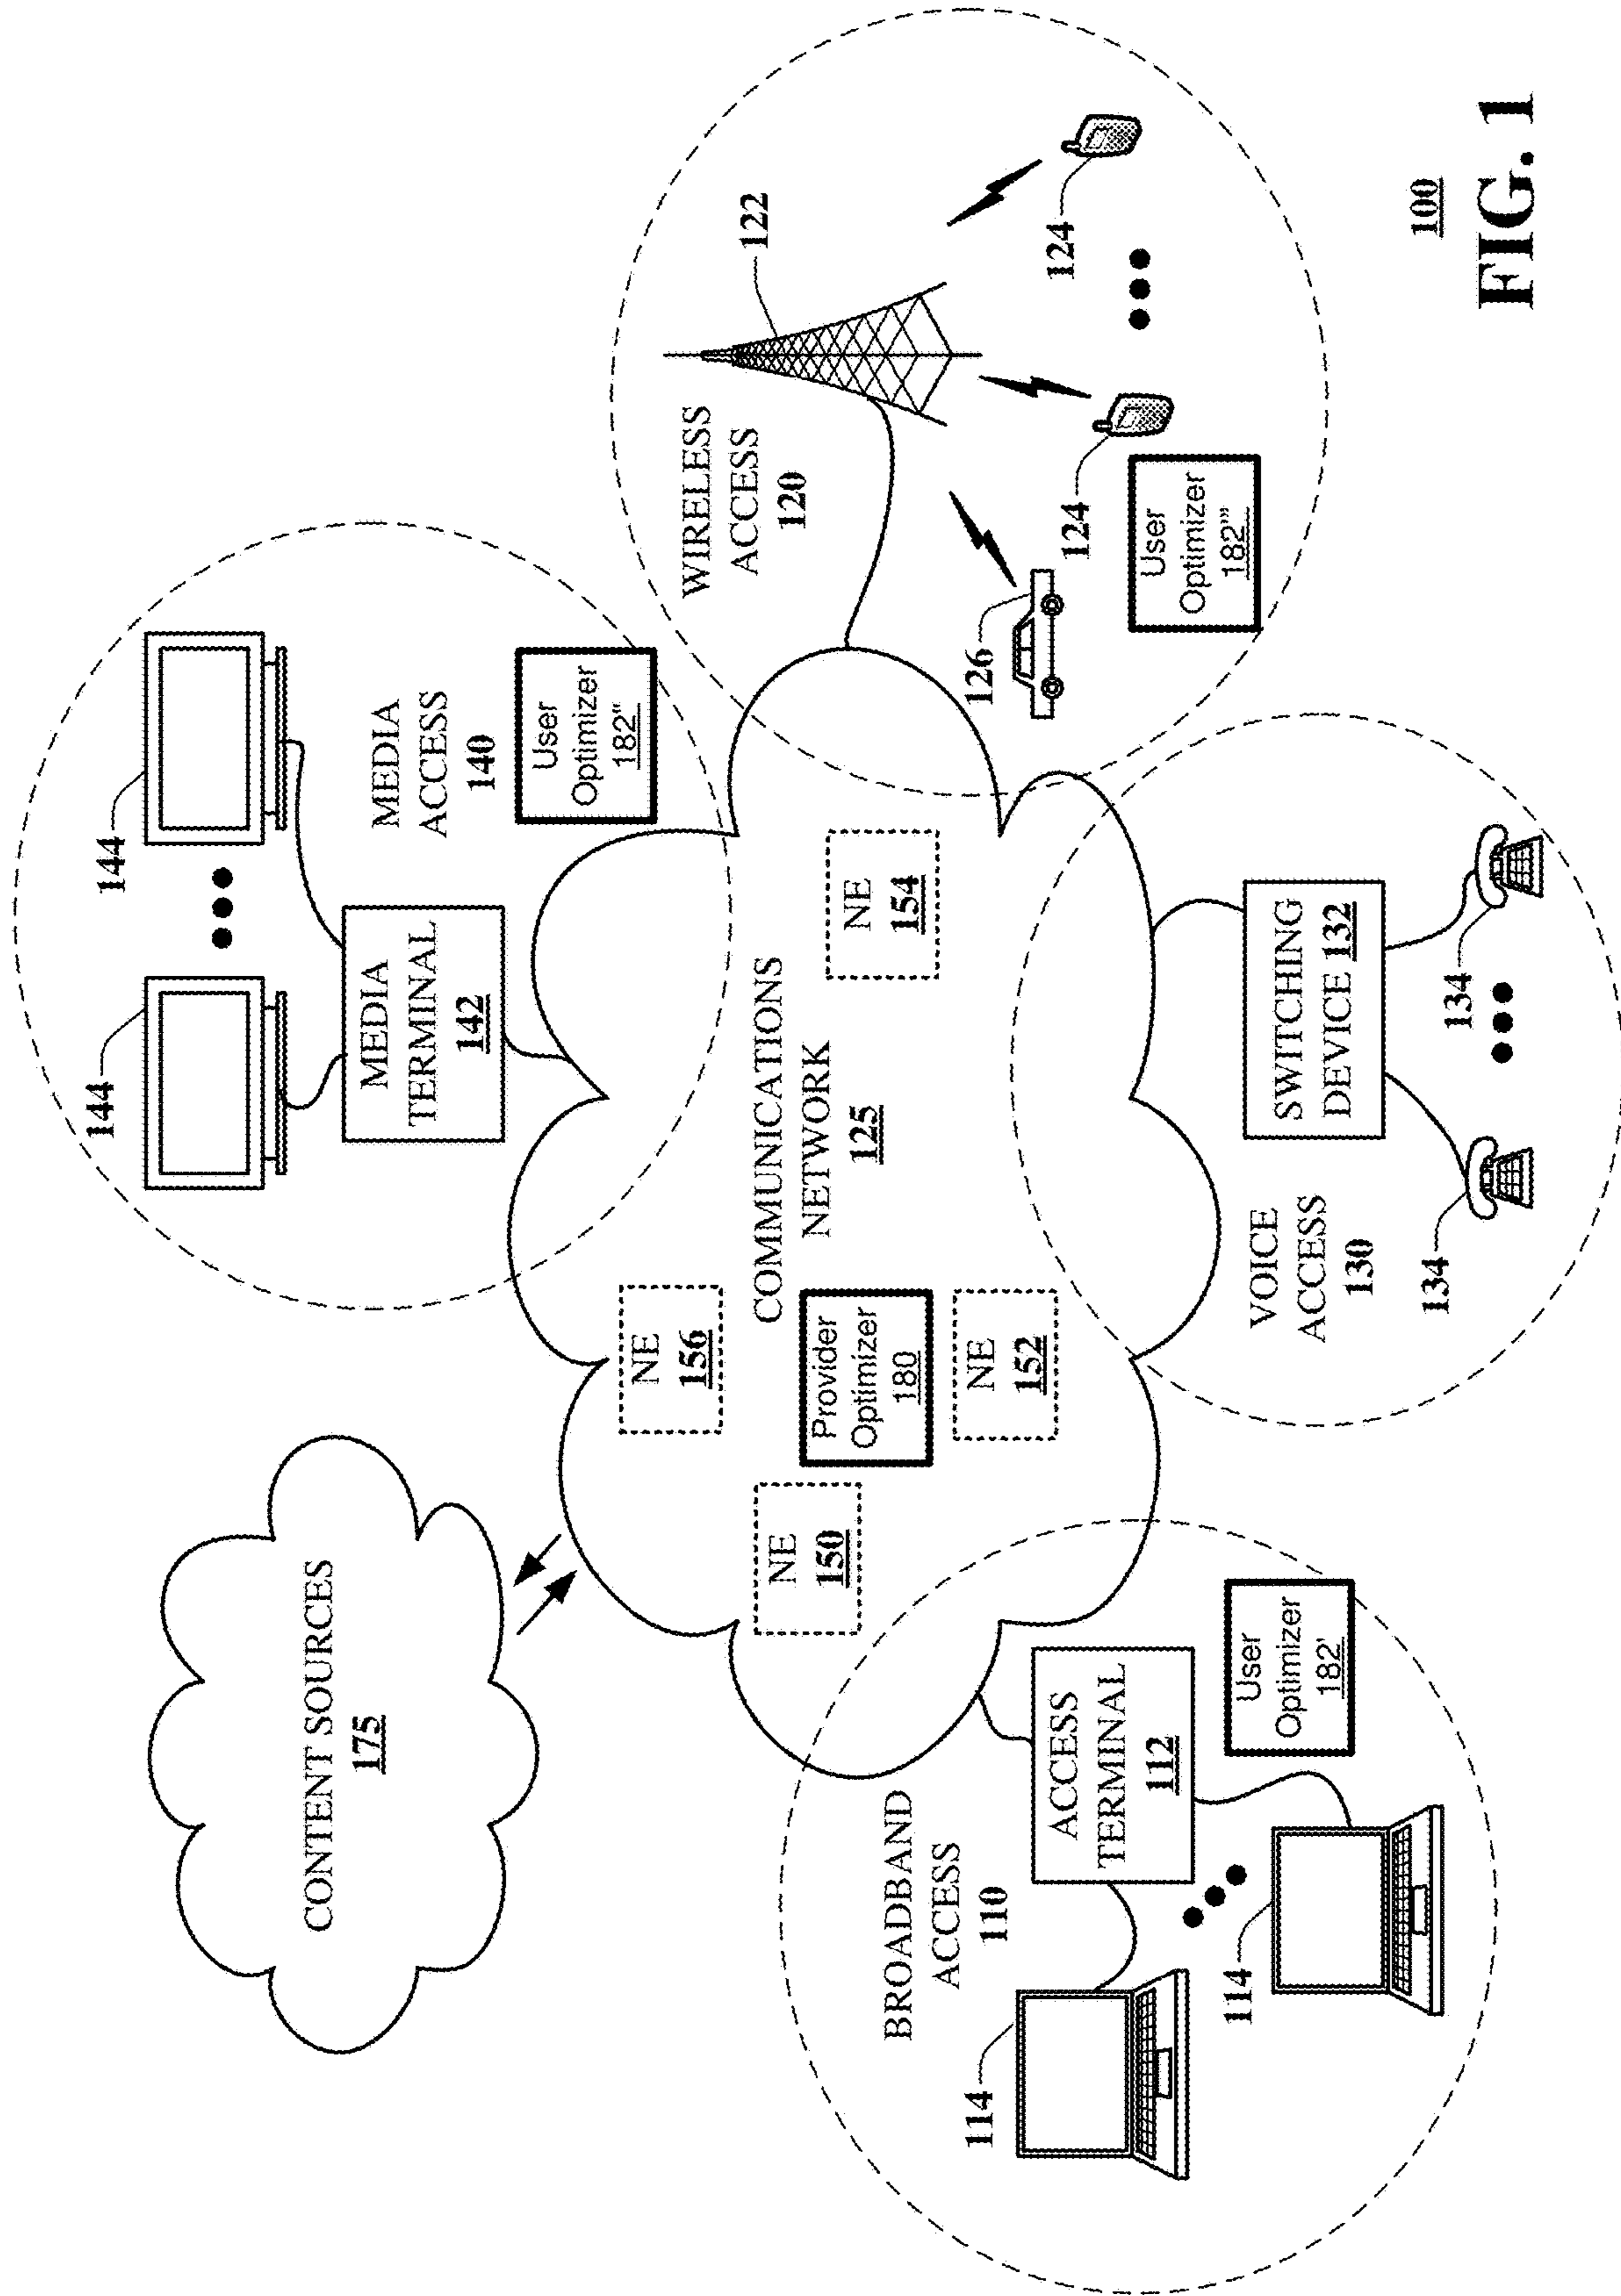 CONTENT SOURCES
175
144
144
MEDIA
TERMINAL
142
MEDIA
ACCESS
140
User
Optimizer
182"
WIRELESS
ACCESS
120
122
124
124
126
User
Optimizer
182'''
NE
156
NE
150
Provider
Optimizer
180
NE
152
COMMUNICATIONS
NETWORK
125
NE
154
BROADBAND
ACCESS
110
ACCESS
TERMINAL
112
User
Optimizer
182'
114
114
VOICE
ACCESS
130
SWITCHING
DEVICE 132
134
134
100
FIG. 1